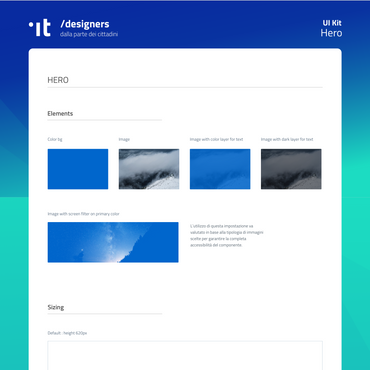 ·it
/designers
dalla parte dei cittadini
UI Kit
Hero
HERO
Elements
Color bg
Image
Image with color layer for text
Image with dark layer for text
Image with screen filter on primary color
L'utilizzo di questa impostazione va
valutato in base alla tipologia di immagini
scelta per garantire la completa
accessibilità del componente.
Sizing
Default : height 620px